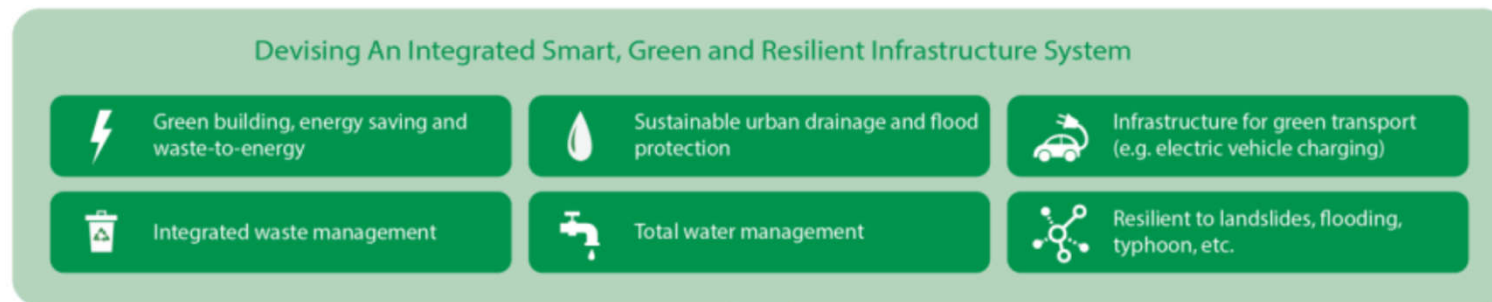 Devising An Integrated Smart, Green and Resilient Infrastructure System
Green building, energy saving and
waste-to-energy
Sustainable urban drainage and flood
protection
Infrastructure for green transport
(e.g. electric vehicle charging)
Integrated waste management
Total water management
Resilient to landslides, flooding,
typhoon, etc.